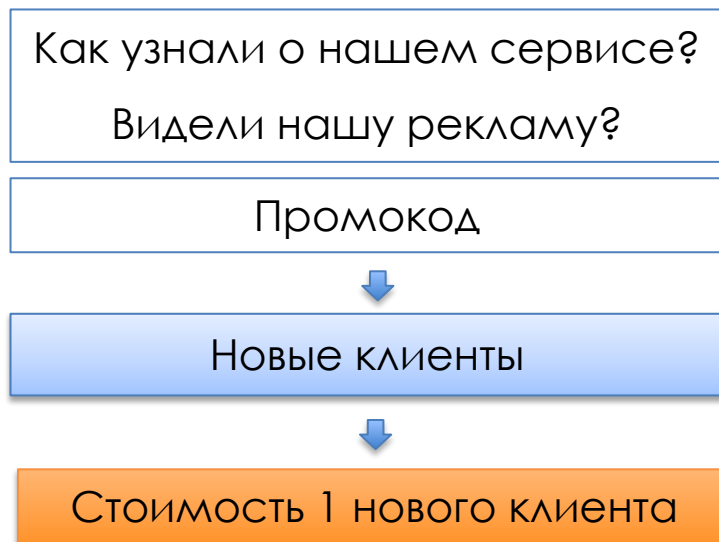 Как узнали о нашем сервисе?
Видели нашу рекламу?
Промокод
Новые клиенты
Стоимость 1 нового клиента